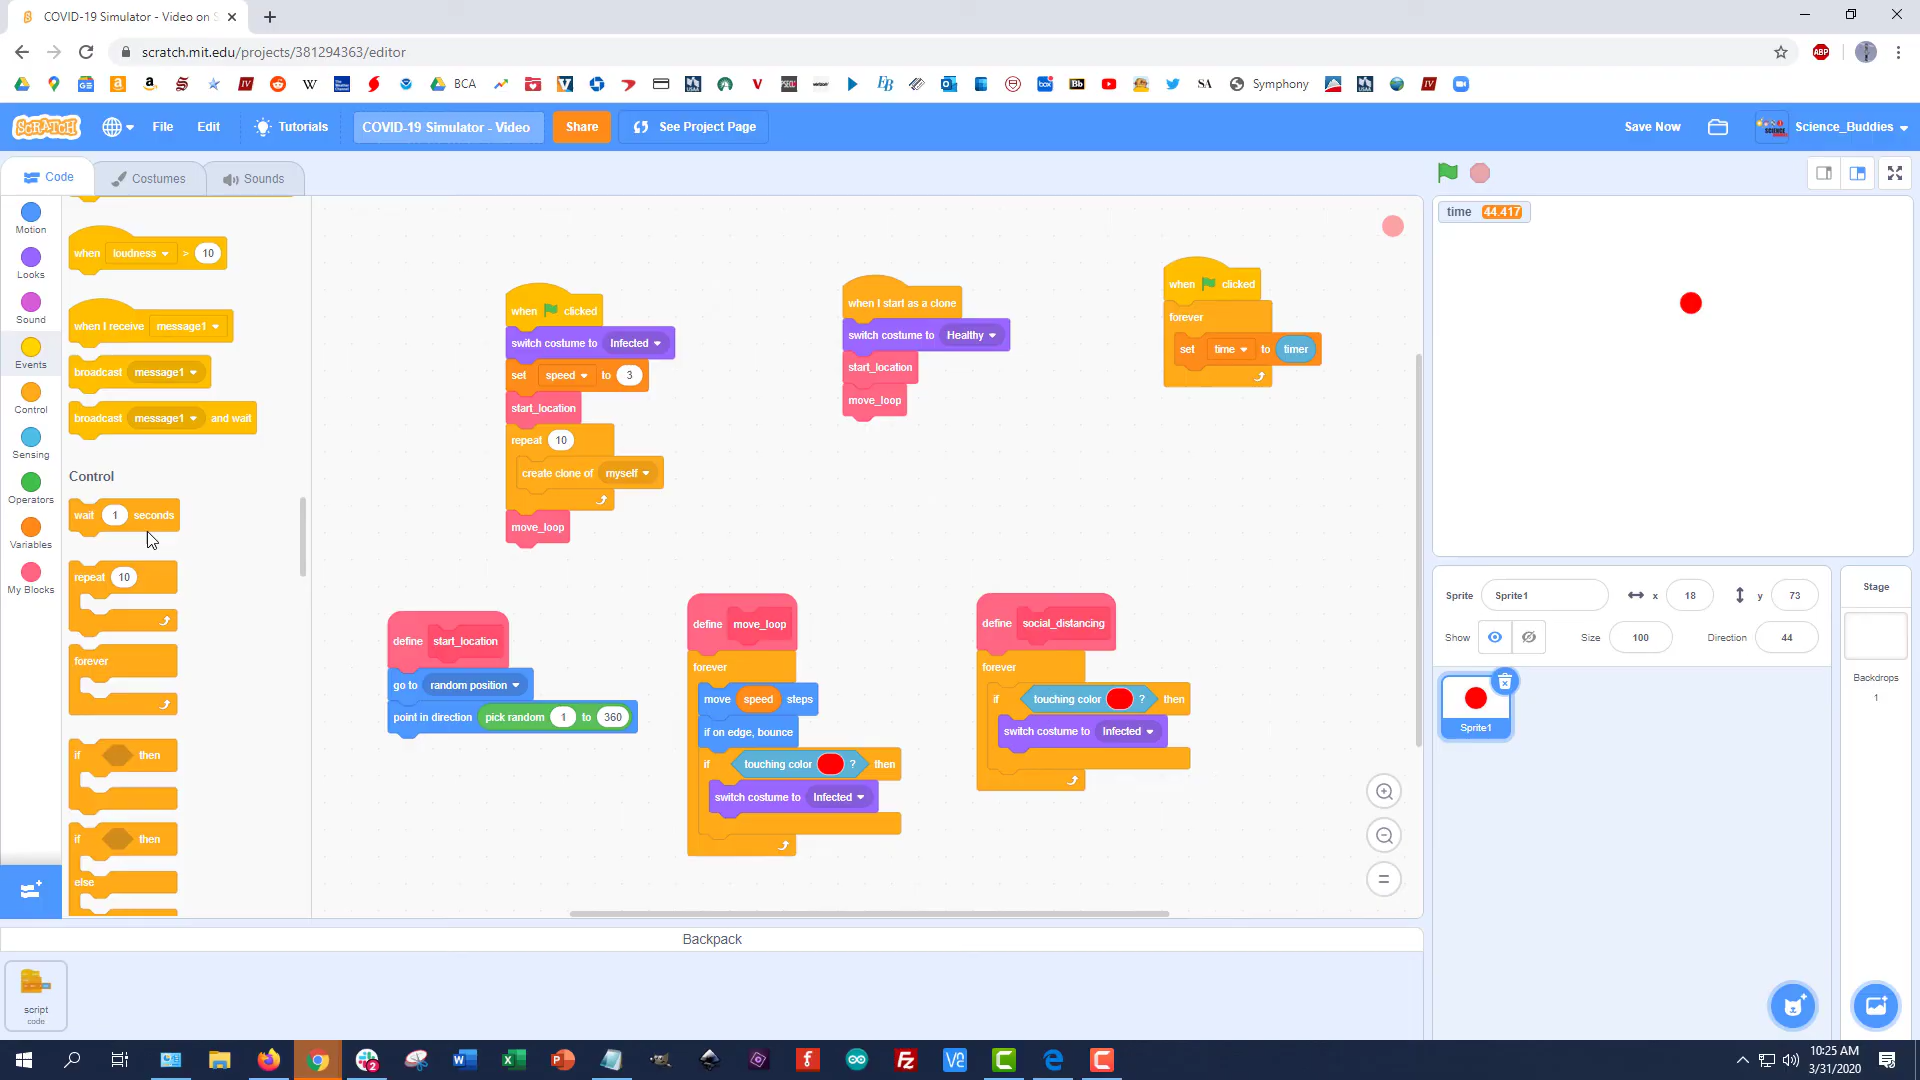 COVID-19 Simulator - Video on S
scratch.mit.edu/projects/381294363/editor
ABP
BCA
Symphony
SCRATCH
File
Edit
Tutorials
COVID-19 Simulator - Video
Share
See Project Page
Save Now
Science_Buddies
Code
Costumes
Sounds
Motion
Looks
Sound
Events
Control
Sensing
Operators
Variables
My Blocks
when loudness > 10
when I receive message1
broadcast message1
broadcast message1 and wait
Control
wait 1 seconds
repeat 10
forever
if then
if then
else
when clicked
switch costume to Infected
set speed to 3
start_location
repeat 10
create clone of myself
move_loop
when I start as a clone
switch costume to Healthy
start_location
move_loop
when clicked
forever
set time to timer
define start_location
go to random position
point in direction pick random 1 to 360
define move_loop
forever
move speed steps
if on edge, bounce
if touching color ? then
switch costume to Infected
define social_distancing
forever
if touching color ? then
switch costume to Infected
time 44.417
Sprite Sprite1 x 18 y 73
Show Size 100 Direction 44
Sprite1
Stage
Backdrops
1
Backpack
script
code
10:25 AM
3/31/2020